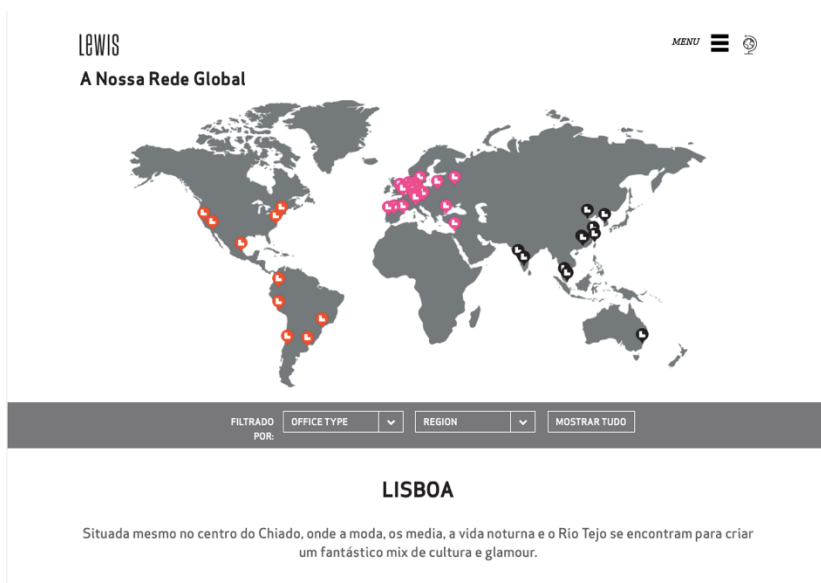 LEWIS
MENU
A Nossa Rede Global
FILTRADO POR:
OFFICE TYPE
REGION
MOSTRAR TUDO
LISBOA
Situada mesmo no centro do Chiado, onde a moda, os media, a vida noturna e o Rio Tejo se encontram para criar
um fantástico mix de cultura e glamour.